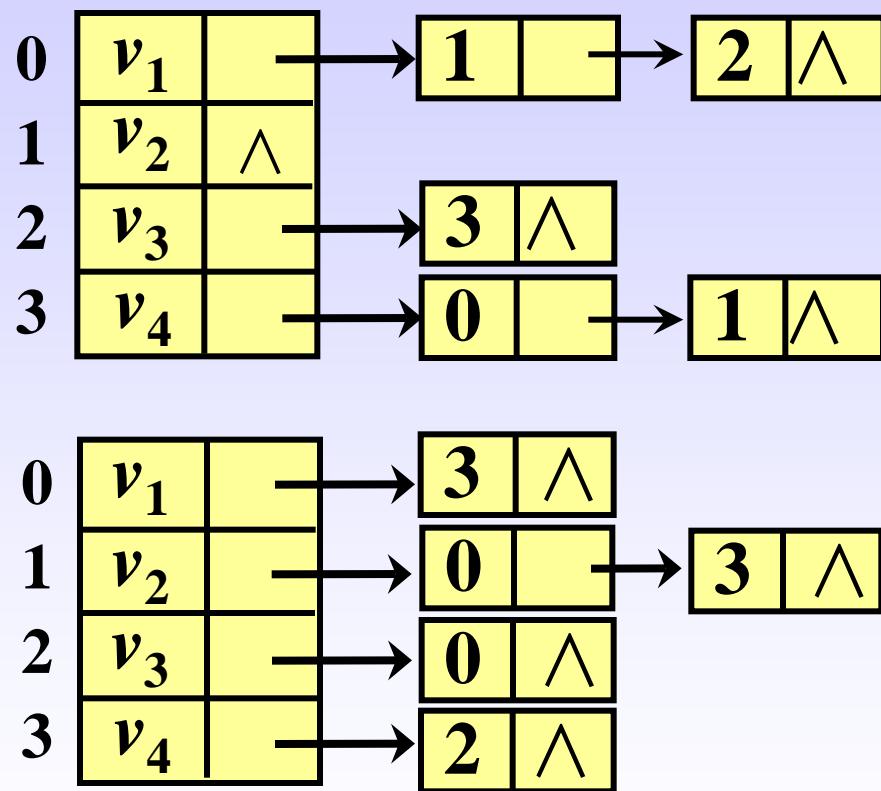 0 v₁ 1 2 ∧
1 v₂ ∧
2 v₃ 3 ∧
3 v₄ 0 1 ∧
0 v₁ 3 ∧
1 v₂ 0 3 ∧
2 v₃ 0 ∧
3 v₄ 2 ∧